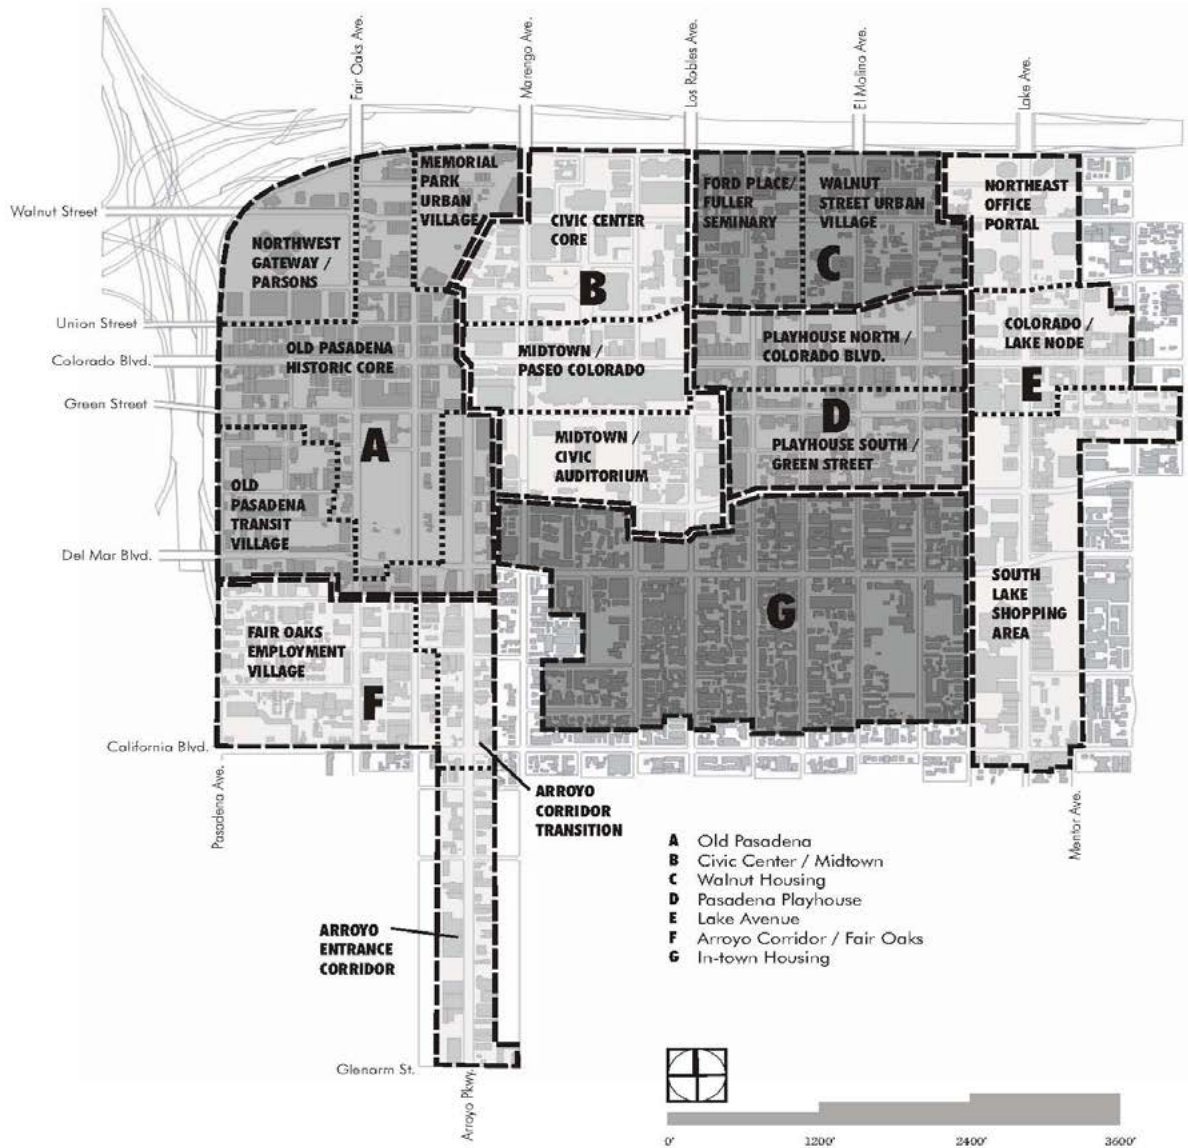 Fair Oaks Ave.
Marengo Ave.
Los Robles Ave.
El Molino Ave.
Lake Ave.
Walnut Street
Union Street
Colorado Blvd.
Green Street
Del Mar Blvd.
California Blvd.
Pasadena Ave.
Glenarm St.
Arroyo Pkwy.
Mentor Ave.
MEMORIAL
PARK
URBAN
VILLAGE
NORTHWEST
GATEWAY /
PARSONS
CIVIC CENTER
CORE
B
FORD PLACE/
FULLER
SEMINARY
WALNUT
STREET URBAN
VILLAGE
C
NORTHEAST
OFFICE
PORTAL
OLD PASADENA
HISTORIC CORE
MIDTOWN /
PASEO COLORADO
PLAYHOUSE NORTH /
COLORADO BLVD.
COLORADO /
LAKE NODE
E
A
MIDTOWN /
CIVIC
AUDITORIUM
D
PLAYHOUSE SOUTH /
GREEN STREET
OLD
PASADENA
TRANSIT
VILLAGE
SOUTH
LAKE
SHOPPING
AREA
G
FAIR OAKS
EMPLOYMENT
VILLAGE
F
ARROYO
CORRIDOR
TRANSITION
ARROYO
ENTRANCE
CORRIDOR
A Old Pasadena
B Civic Center / Midtown
C Walnut Housing
D Pasadena Playhouse
E Lake Avenue
F Arroyo Corridor / Fair Oaks
G In-town Housing
0' 1200' 2400' 3600'